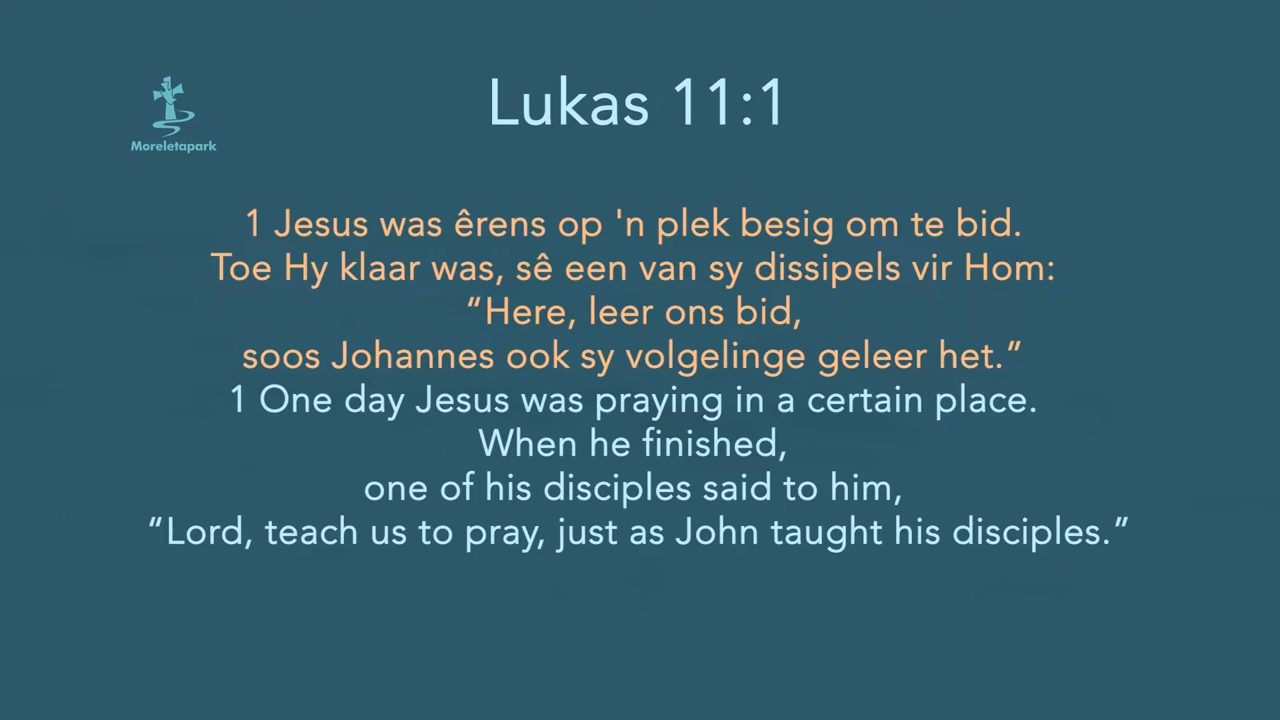 Moreletapark
Lukas 11:1
1 Jesus was êrens op 'n plek besig om te bid.
Toe Hy klaar was, sê een van sy dissipels vir Hom:
“Here, leer ons bid,
soos Johannes ook sy volgelinge geleer het.”
1 One day Jesus was praying in a certain place.
When he finished,
one of his disciples said to him,
“Lord, teach us to pray, just as John taught his disciples.”